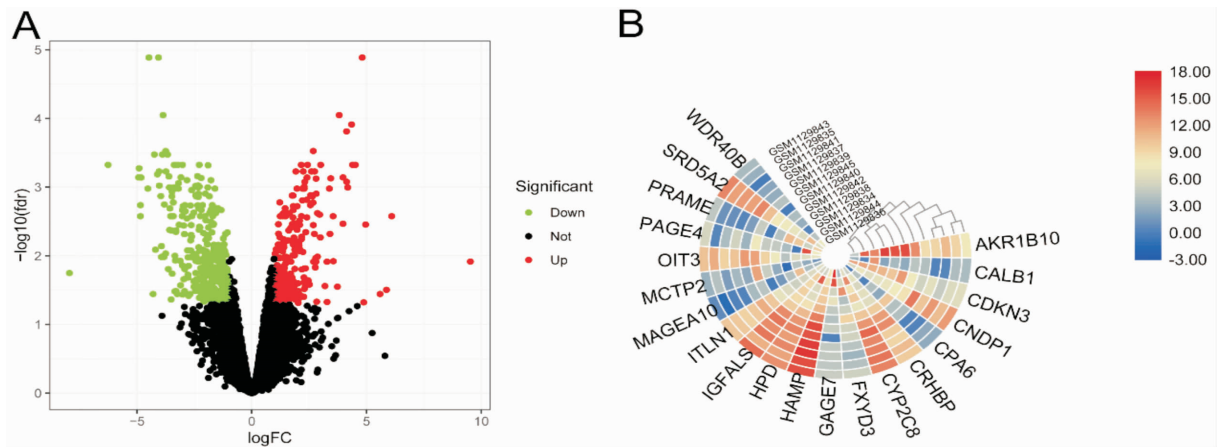 A
5
4
3
2
1
0
-log10(fdr)
-5
0
5
10
logFC
Significant
Down
Not
Up
B
WDR40B
SRD5A2
PRAME
PAGE4
OIT3
MCTP2
MAGEA10
ITLN1
IGFALS
HPD
HAMP
GAGE7
FXYD3
CYP2C8
CRHBP
CPA6
CNDP1
CDKN3
CALB1
AKR1B10
GSM1129843
GSM1129835
GSM1129841
GSM1129837
GSM1129839
GSM1129845
GSM1129840
GSM1129842
GSM1129838
GSM1129834
GSM1129844
GSM1129836
18.00
15.00
12.00
9.00
6.00
3.00
0.00
-3.00